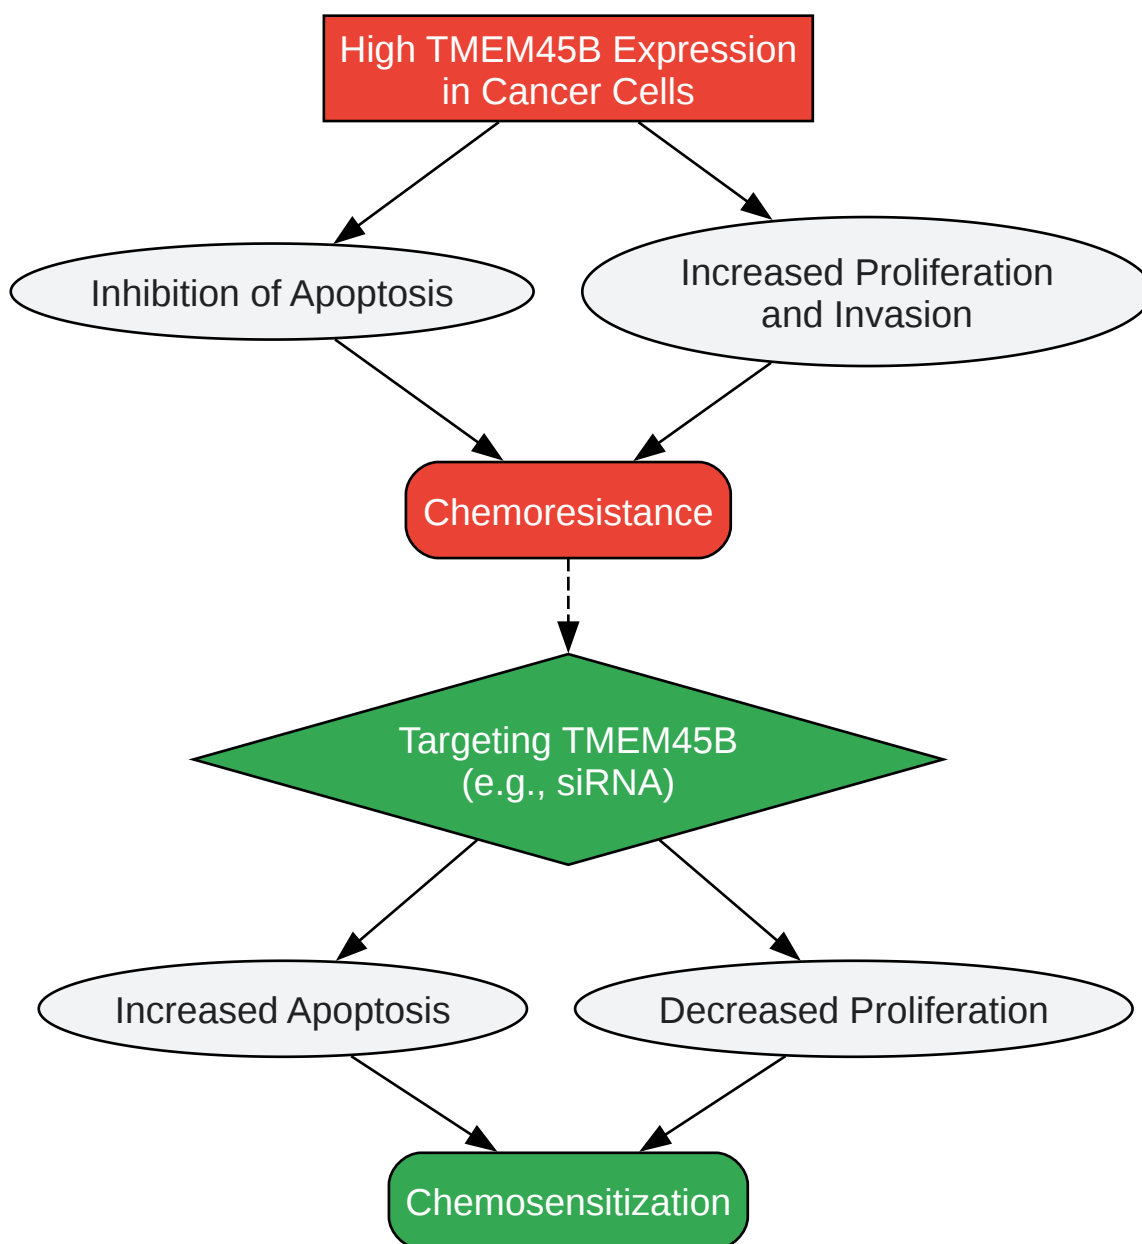 High TMEM45B Expression
in Cancer Cells
Inhibition of Apoptosis
Increased Proliferation
and Invasion
Chemoresistance
Targeting TMEM45B
(e.g., siRNA)
Increased Apoptosis
Decreased Proliferation
Chemosensitization